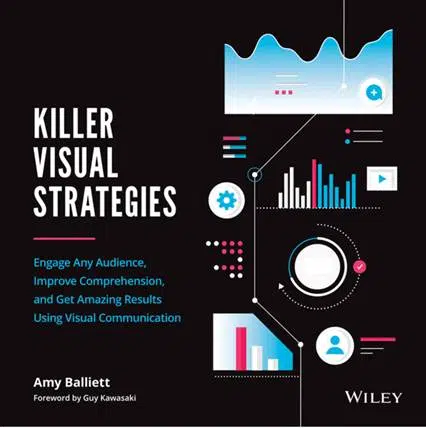 KILLER
VISUAL
STRATEGIES
Engage Any Audience,
Improve Comprehension,
and Get Amazing Results
Using Visual Communication
Amy Balliett
Foreword by Guy Kawasaki
WILEY